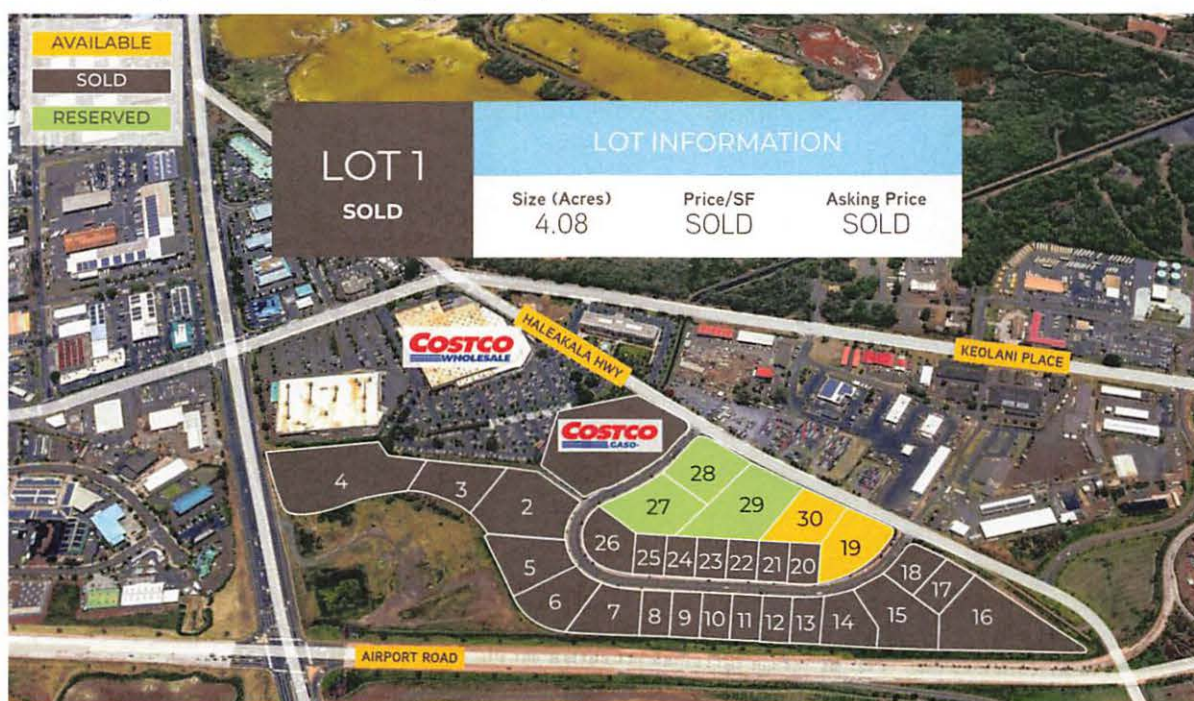 AVAILABLE
SOLD
RESERVED
LOT 1
SOLD
LOT INFORMATION
Size (Acres)
4.08
Price/SF
SOLD
Asking Price
SOLD
COSTCO
WHOLESALE
HALEAKALA HWY
KEOLANI PLACE
COSTCO
GASO-
4
3
2
28
27
29
30
19
26
25
24
23
22
21
20
18
17
5
6
7
8
9
10
11
12
13
14
15
16
AIRPORT ROAD